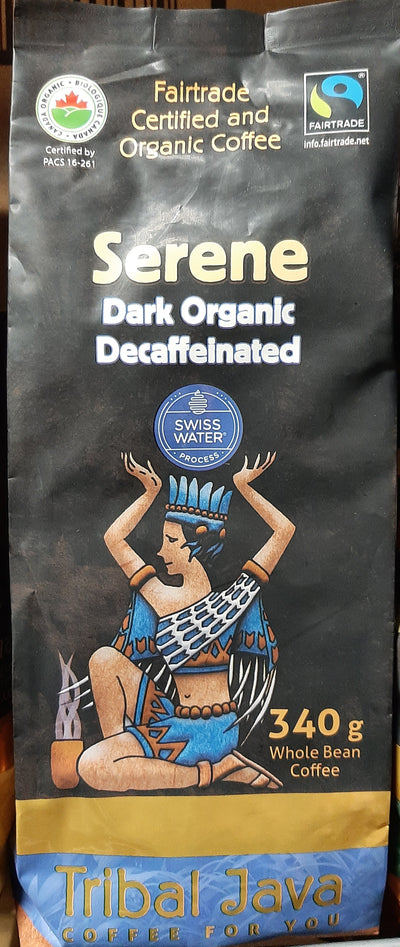 CANADA ORGANIC • BIOLOGIQUE CANADA •
Certified by
PACS 16-261
Fairtrade
Certified and
Organic Coffee
®
FAIRTRADE
info.fairtrade.net
Serene
Dark Organic
Decaffeinated
SWISS
WATER®
• PROCESS •
340 g
Whole Bean
Coffee
Tribal Java
COFFEE FOR YOU